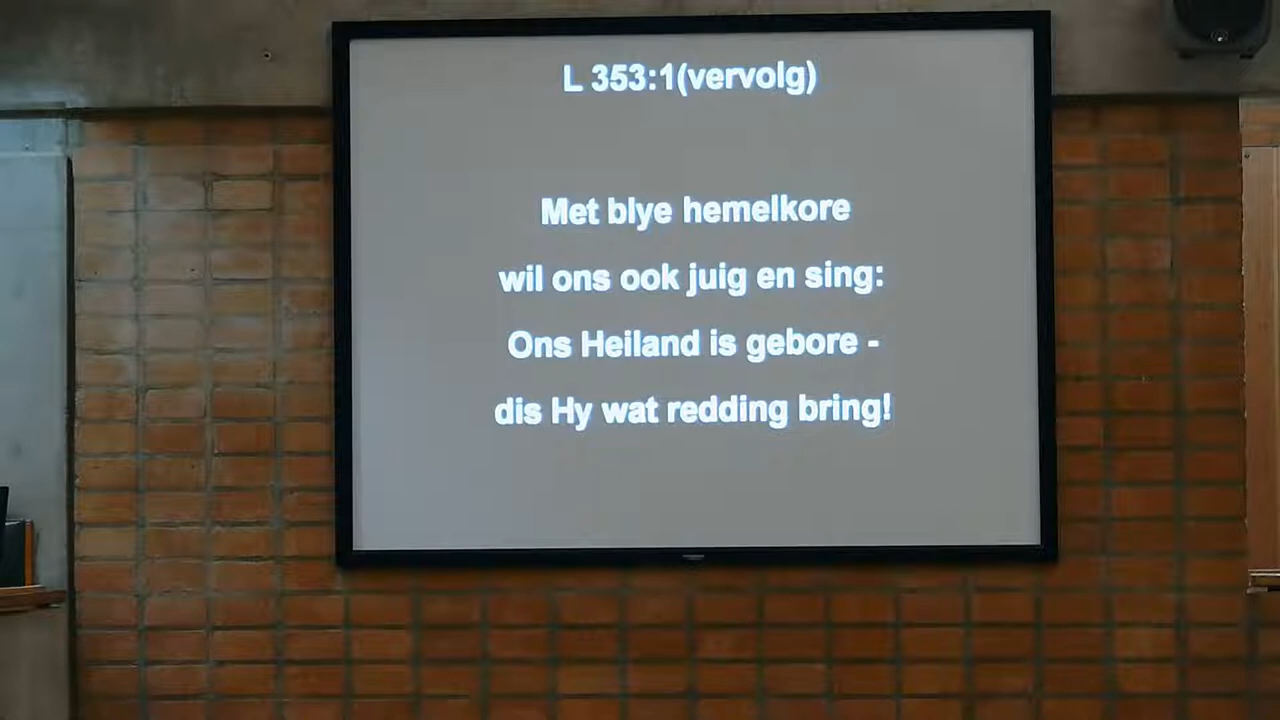 L 353:1(vervolg)
Met blye hemelkore
wil ons ook juig en sing:
Ons Heiland is gebore -
dis Hy wat redding bring!